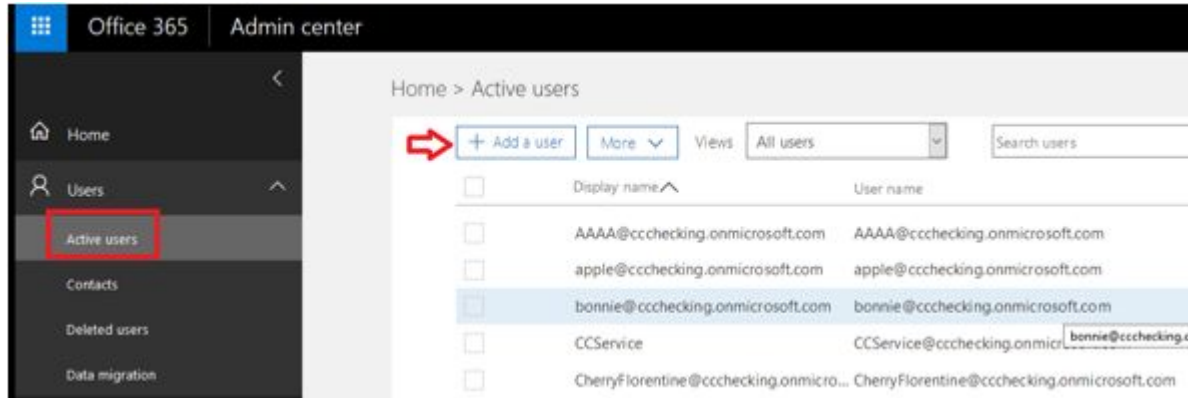 Office 365 Admin center
Home > Active users
Home
+ Add a user More Views All users Search users
Users
Display name User name
Active users
AAAA@ccchecking.onmicrosoft.com AAAA@ccchecking.onmicrosoft.com
apple@ccchecking.onmicrosoft.com apple@ccchecking.onmicrosoft.com
Contacts
bonnie@ccchecking.onmicrosoft.com bonnie@ccchecking.onmicrosoft.com
Deleted users
bonnie@ccchecking.
CCService CCService@ccchecking.onmicr
Data migration
CherryFlorentine@ccchecking.onmicro... CherryFlorentine@ccchecking.onmicrosoft.com